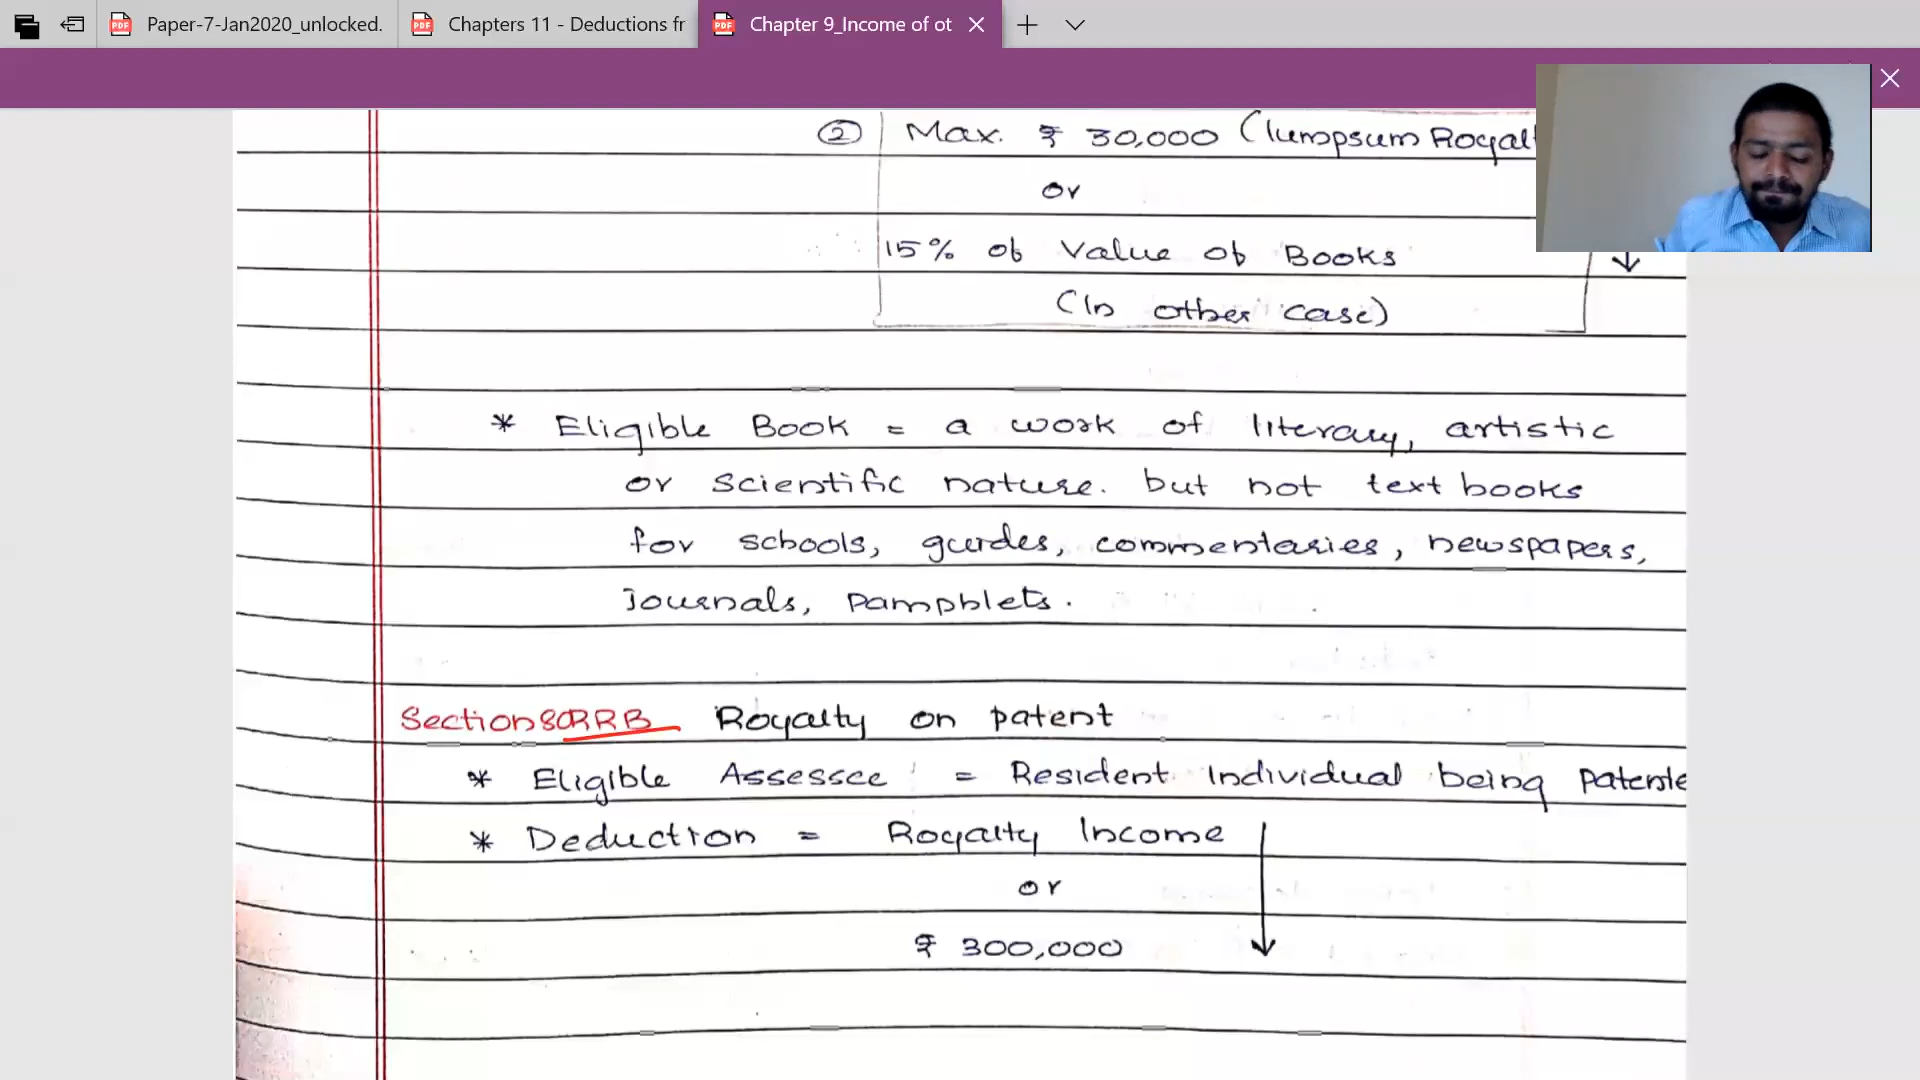 Paper-7-Jan2020_unlocked.
Chapters 11 - Deductions fr
Chapter 9_Income of ot
② Max. ₹ 30,000 (lumpsum Royalt
or
15% of Value of Books
(In other case)
* Eligible Book = a work of literary, artistic
or scientific nature. but not text books
for schools, guides, commentaries, newspapers,
Journals, Pamphlets.
Section 80RRB Royalty on patent
* Eligible Assessee = Resident Individual being Patente
* Deduction = Royalty Income
or
₹ 300,000